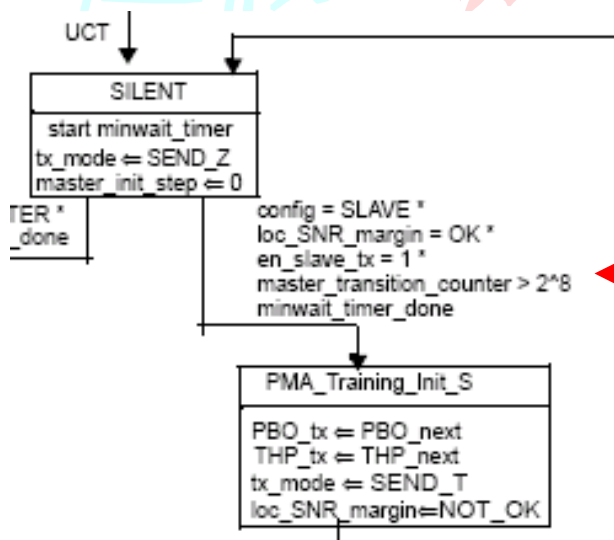 UCT
SILENT
start minwait_timer
tx_mode ⇐ SEND_Z
master_init_step ⇐ 0
TER *
_done
config = SLAVE *
loc_SNR_margin = OK *
en_slave_tx = 1 *
master_transition_counter > 2^8
minwait_timer_done
PMA_Training_Init_S
PBO_tx ⇐ PBO_next
THP_tx ⇐ THP_next
tx_mode ⇐ SEND_T
loc_SNR_margin⇐NOT_OK